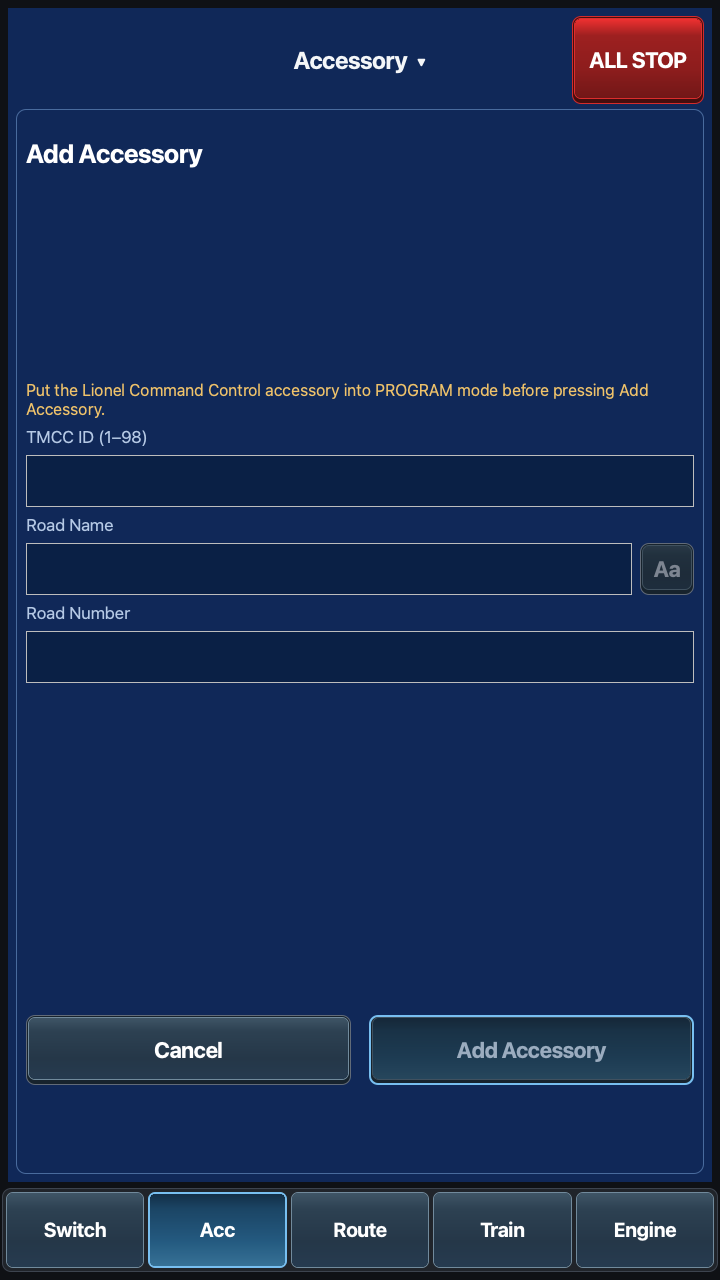 Accessory ▾
ALL STOP
Add Accessory
Put the Lionel Command Control accessory into PROGRAM mode before pressing Add
Accessory.
TMCC ID (1–98)
Road Name
Aa
Road Number
Cancel
Add Accessory
Switch
Acc
Route
Train
Engine